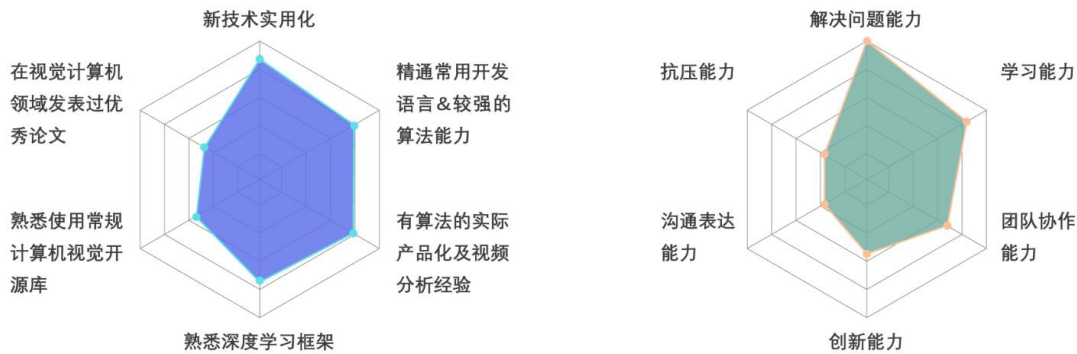 新技术实用化
在视觉计算机
领域发表过优
秀论文
精通常用开发
语言&较强的
算法能力
熟悉使用常规
计算机视觉开
源库
有算法的实际
产品化及视频
分析经验
熟悉深度学习框架
解决问题能力
抗压能力
学习能力
沟通表达
能力
团队协作
能力
创新能力